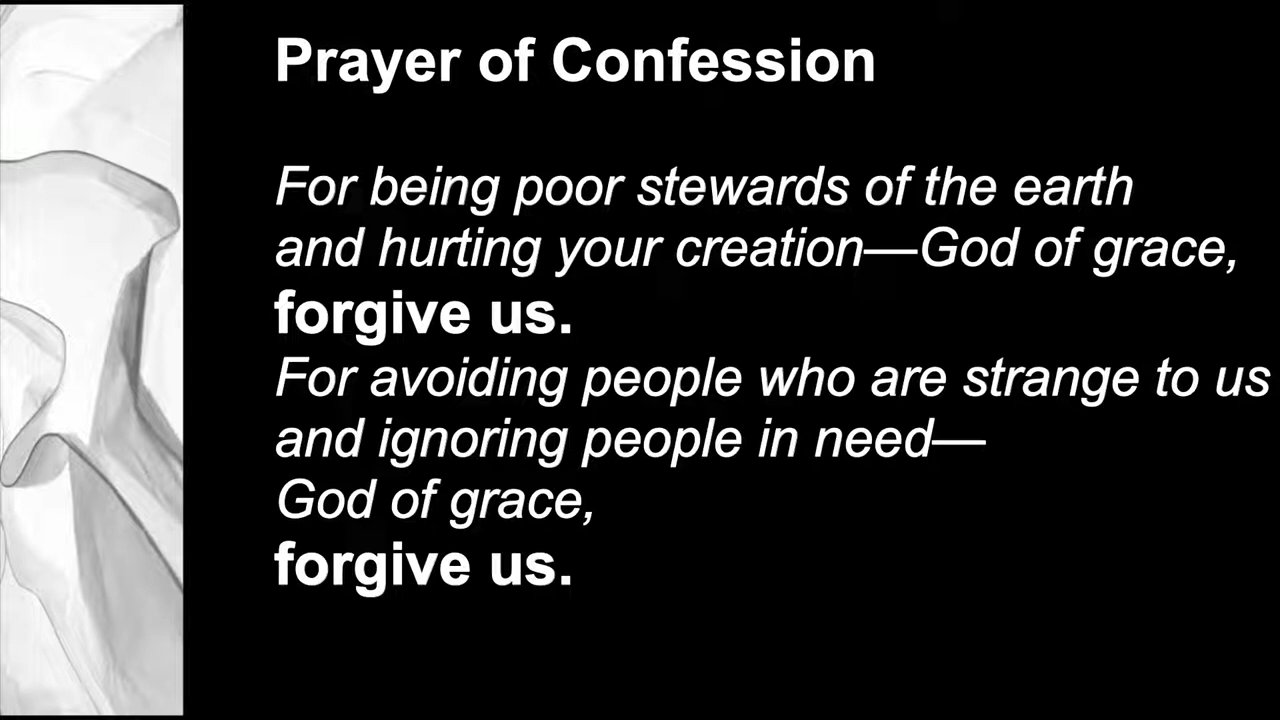 Prayer of Confession
For being poor stewards of the earth
and hurting your creation—God of grace,
forgive us.
For avoiding people who are strange to us
and ignoring people in need—
God of grace,
forgive us.